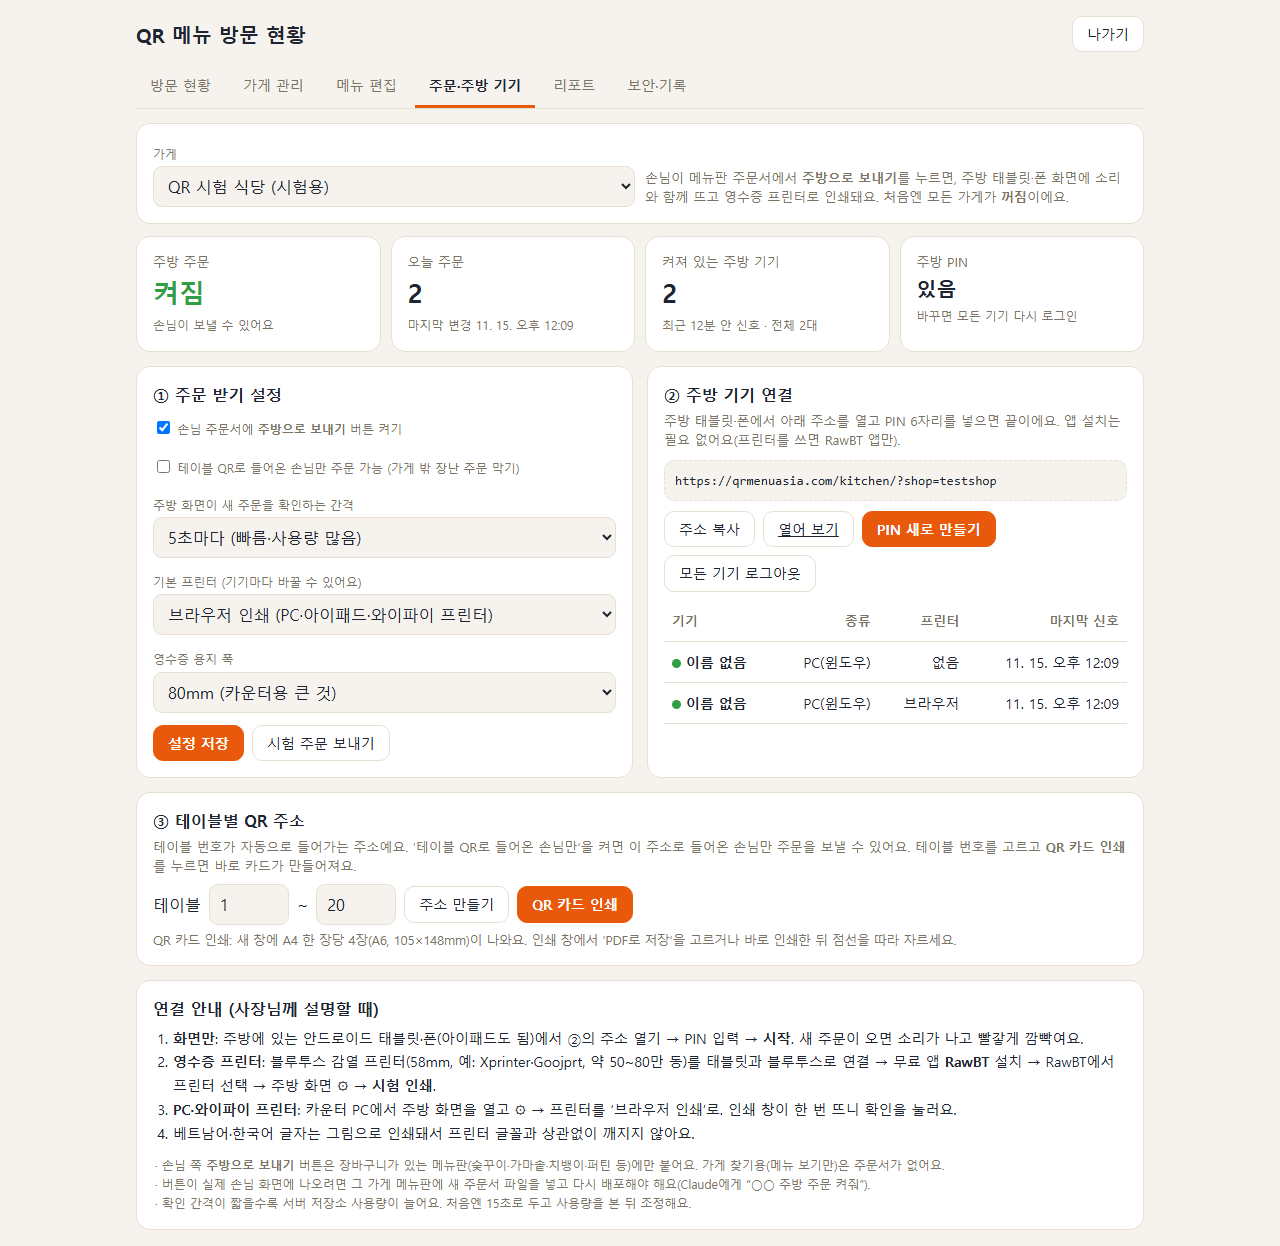 QR 메뉴 방문 현황
나가기
방문 현황
가게 관리
메뉴 편집
주문·주방 기기
리포트
보안·기록
가게
QR 시험 식당 (시험용)
손님이 메뉴판 주문서에서 주방으로 보내기를 누르면, 주방 태블릿·폰 화면에 소리
와 함께 뜨고 영수증 프린터로 인쇄돼요. 처음엔 모든 가게가 꺼짐이에요.
주방 주문
켜짐
손님이 보낼 수 있어요
오늘 주문
2
마지막 변경 11. 15. 오후 12:09
켜져 있는 주방 기기
2
최근 12분 안 신호 · 전체 2대
주방 PIN
있음
바꾸면 모든 기기 다시 로그인
① 주문 받기 설정
손님 주문서에 주방으로 보내기 버튼 켜기
테이블 QR로 들어온 손님만 주문 가능 (가게 밖 장난 주문 막기)
주방 화면이 새 주문을 확인하는 간격
5초마다 (빠름·사용량 많음)
기본 프린터 (기기마다 바꿀 수 있어요)
브라우저 인쇄 (PC·아이패드·와이파이 프린터)
영수증 용지 폭
80mm (카운터용 큰 것)
설정 저장
시험 주문 보내기
② 주방 기기 연결
주방 태블릿·폰에서 아래 주소를 열고 PIN 6자리를 넣으면 끝이에요. 앱 설치는
필요 없어요(프린터를 쓰면 RawBT 앱만).
https://qrmenuasia.com/kitchen/?shop=testshop
주소 복사
열어 보기
PIN 새로 만들기
모든 기기 로그아웃
기기 종류 프린터 마지막 신호
이름 없음 PC(윈도우) 없음 11. 15. 오후 12:09
이름 없음 PC(윈도우) 브라우저 11. 15. 오후 12:09
③ 테이블별 QR 주소
테이블 번호가 자동으로 들어가는 주소예요. ‘테이블 QR로 들어온 손님만’을 켜면 이 주소로 들어온 손님만 주문을 보낼 수 있어요. 테이블 번호를 고르고 QR 카드 인쇄
를 누르면 바로 카드가 만들어져요.
테이블 1 ~ 20 주소 만들기 QR 카드 인쇄
QR 카드 인쇄: 새 창에 A4 한 장당 4장(A6, 105×148mm)이 나와요. 인쇄 창에서 ‘PDF로 저장’을 고르거나 바로 인쇄한 뒤 점선을 따라 자르세요.
연결 안내 (사장님께 설명할 때)
1. 화면만: 주방에 있는 안드로이드 태블릿·폰(아이패드도 됨)에서 ②의 주소 열기 → PIN 입력 → 시작. 새 주문이 오면 소리가 나고 빨갛게 깜빡여요.
2. 영수증 프린터: 블루투스 감열 프린터(58mm, 예: Xprinter·Goojprt, 약 50~80만 동)를 태블릿과 블루투스로 연결 → 무료 앱 RawBT 설치 → RawBT에서
프린터 선택 → 주방 화면 ⚙ → 시험 인쇄.
3. PC·와이파이 프린터: 카운터 PC에서 주방 화면을 열고 ⚙ → 프린터를 ‘브라우저 인쇄’로. 인쇄 창이 한 번 뜨니 확인을 눌러요.
4. 베트남어·한국어 글자는 그림으로 인쇄돼서 프린터 글꼴과 상관없이 깨지지 않아요.
· 손님 쪽 주방으로 보내기 버튼은 장바구니가 있는 메뉴판(숯꾸이·가마솥·치뱅이·퍼틴 등)에만 붙어요. 가게 찾기용(메뉴 보기만)은 주문서가 없어요.
· 버튼이 실제 손님 화면에 나오려면 그 가게 메뉴판에 새 주문서 파일을 넣고 다시 배포해야 해요(Claude에게 “○○ 주방 주문 켜줘”).
· 확인 간격이 짧을수록 서버 저장소 사용량이 늘어요. 처음엔 15초로 두고 사용량을 본 뒤 조정해요.